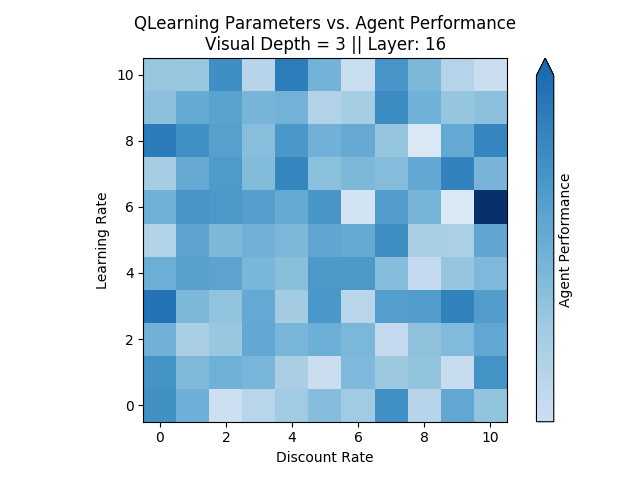 QLearning Parameters vs. Agent Performance
Visual Depth = 3 || Layer: 16
10
8
6
4
2
0
Learning Rate
0 2 4 6 8 10
Discount Rate
Agent Performance